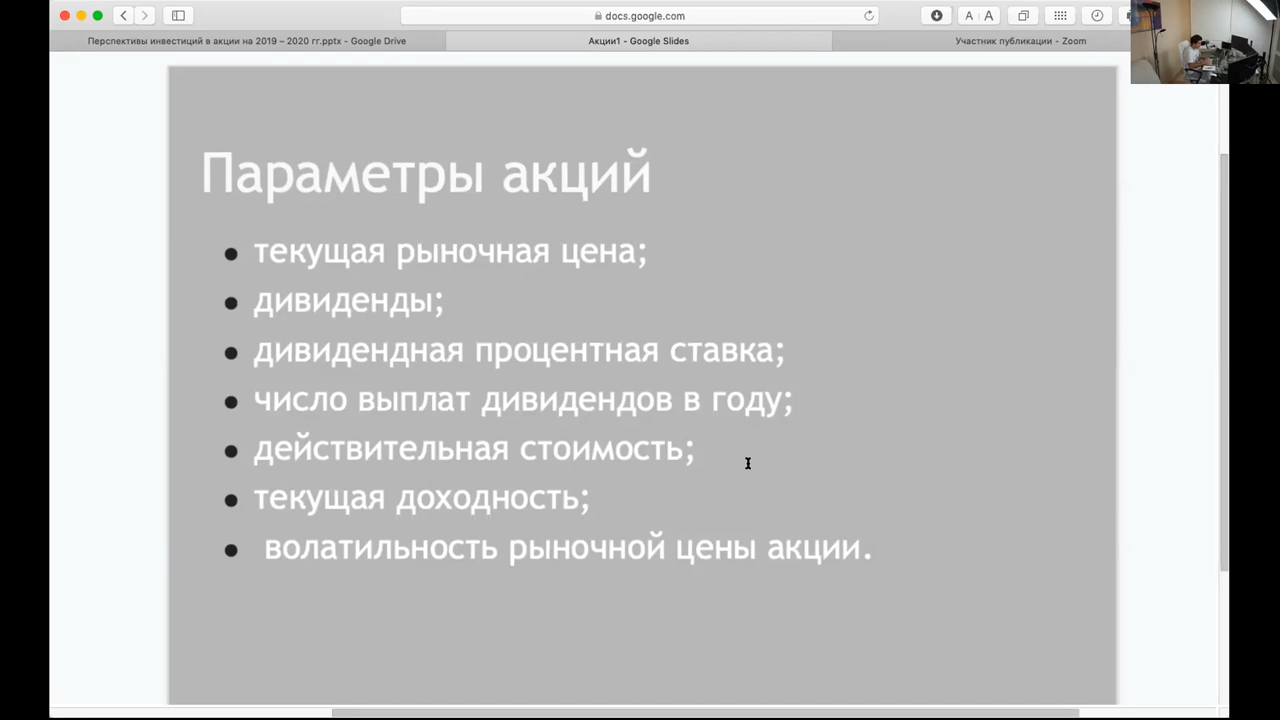 docs.google.com
A A
Перспективы инвестиций в акции на 2019 – 2020 гг.pptx - Google Drive
Акции1 - Google Slides
Участник публикации - Zoom
Параметры акций
• текущая рыночная цена;
• дивиденды;
• дивидендная процентная ставка;
• число выплат дивидендов в году;
• действительная стоимость;
• текущая доходность;
• волатильность рыночной цены акции.